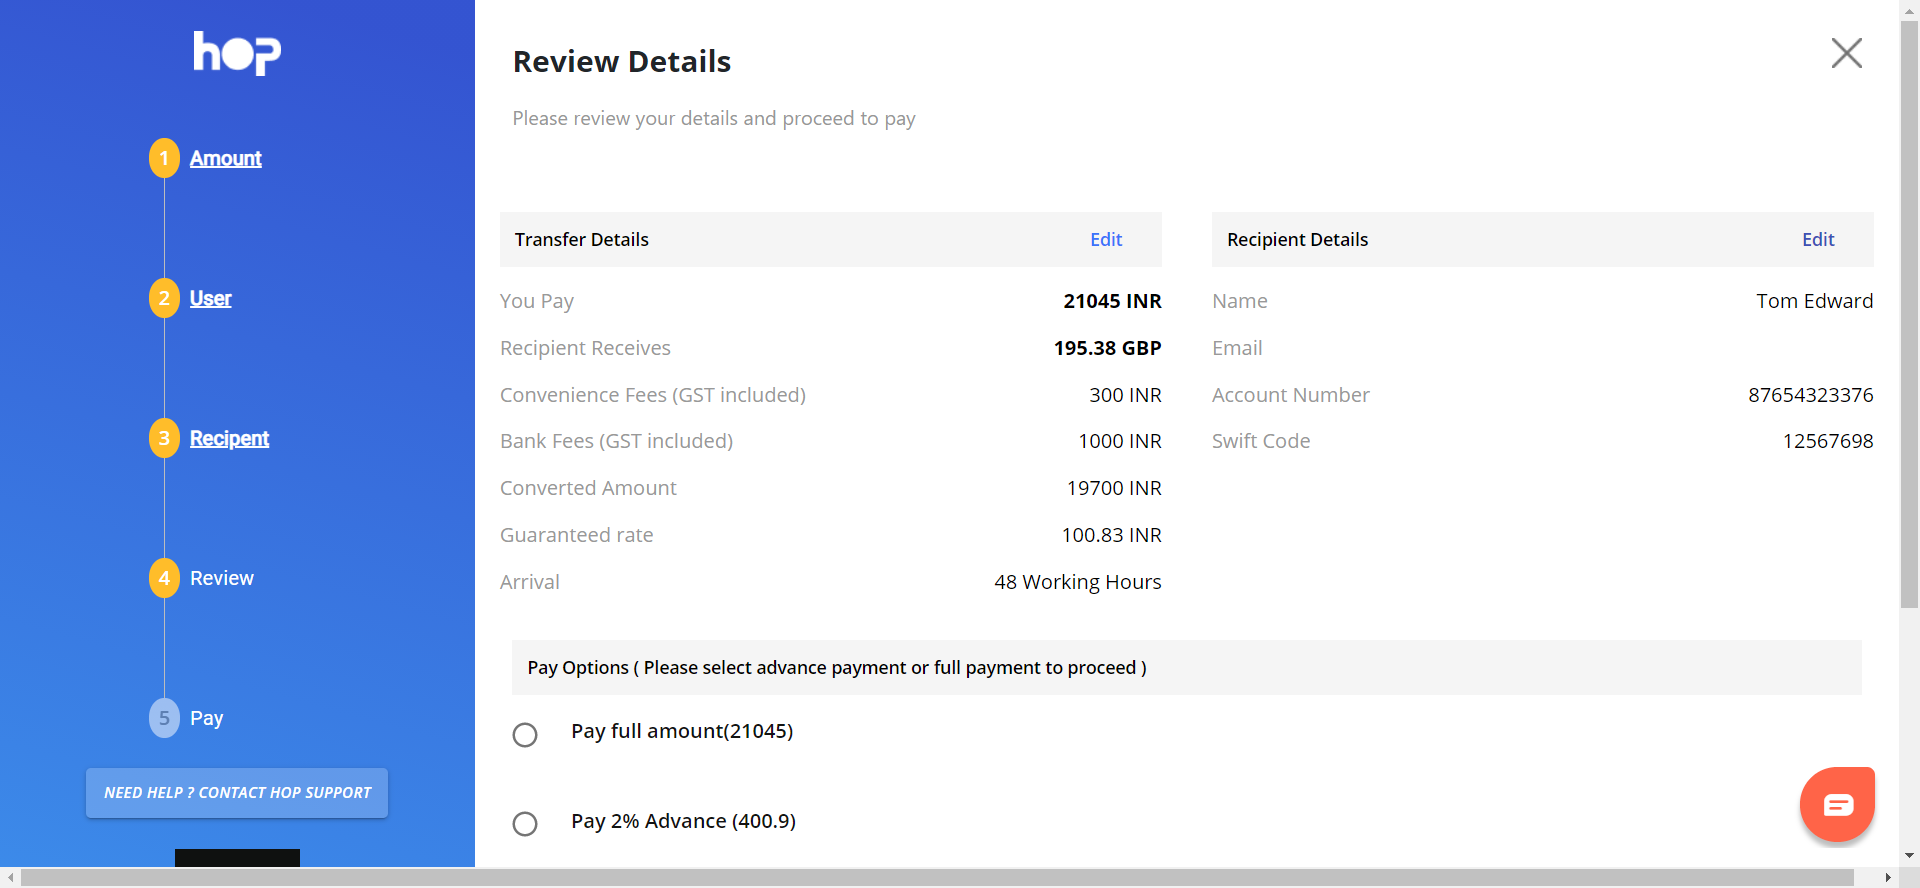 hop
1 Amount
2 User
3 Recipent
4 Review
5 Pay
NEED HELP ? CONTACT HOP SUPPORT
Review Details
Please review your details and proceed to pay
Transfer Details Edit
You Pay 21045 INR
Recipient Receives 195.38 GBP
Convenience Fees (GST included) 300 INR
Bank Fees (GST included) 1000 INR
Converted Amount 19700 INR
Guaranteed rate 100.83 INR
Arrival 48 Working Hours
Recipient Details Edit
Name Tom Edward
Email
Account Number 87654323376
Swift Code 12567698
Pay Options ( Please select advance payment or full payment to proceed )
Pay full amount(21045)
Pay 2% Advance (400.9)